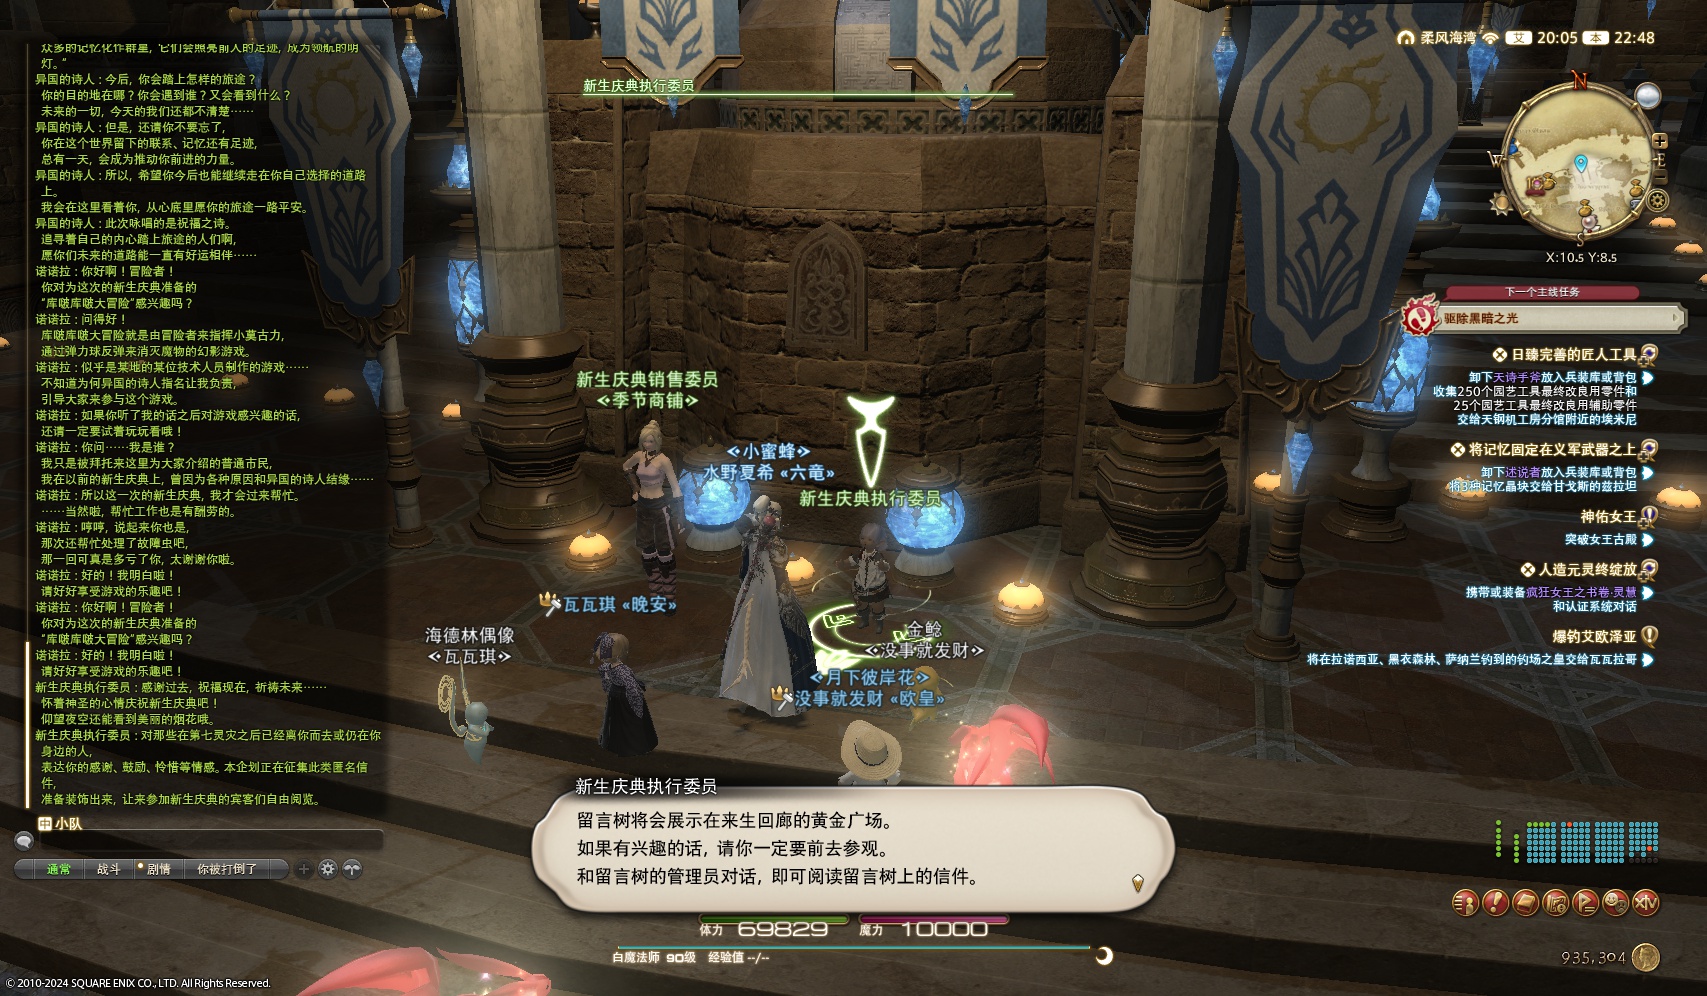 众多的记忆化作群星，它们会照亮前人的足迹，成为领航的明
灯。”
异国的诗人：今后，你会踏上怎样的旅途？
你的目的地在哪？你会遇到谁？又会看到什么？
未来的一切，今天的我们还都不清楚……
异国的诗人：但是，还请你不要忘了，
你在这个世界留下的联系、记忆还有足迹，
总有一天，会成为推动你前进的力量。
异国的诗人：所以，希望你今后也能继续走在你自己选择的道路
上。
我会在这里看着你，从心底里愿你的旅途一路平安。
异国的诗人：此次咏唱的是祝福之诗。
追寻着自己的内心踏上旅途的人们啊，
愿你们未来的道路能一直有好运相伴……
诺诺拉：你好啊！冒险者！
你对为这次的新生庆典准备的
“库啵库啵大冒险”感兴趣吗？
诺诺拉：问得好！
库啵库啵大冒险就是由冒险者来指挥小莫古力，
通过弹力球反弹来消灭魔物的幻影游戏。
诺诺拉：似乎是某地的某位技术人员制作的游戏……
不知道为何异国的诗人指名让我负责，
引导大家来参与这个游戏。
诺诺拉：如果你听了我的话之后对游戏感兴趣的话，
还请一定要试着玩玩看哦！
诺诺拉：你问……我是谁？
我只是被拜托来这里为大家介绍的普通市民，
我在以前的新生庆典上，曾因为各种原因和异国的诗人结缘……
诺诺拉：所以这一次的新生庆典，我才会过来帮忙。
……当然啦，帮忙工作也是有酬劳的。
诺诺拉：哼哼，说起来你也是，
那次还帮忙处理了故障虫吧，
那一回可真是多亏了你，太谢谢你啦。
诺诺拉：好的！我明白啦！
请好好享受游戏的乐趣吧！
诺诺拉：你好啊！冒险者！
你对为这次的新生庆典准备的
“库啵库啵大冒险”感兴趣吗？
诺诺拉：好的！我明白啦！
请好好享受游戏的乐趣吧！
新生庆典执行委员：感谢过去，祝福现在，祈祷未来……
怀着神圣的心情庆祝新生庆典吧！
仰望夜空还能看到美丽的烟花哦。
新生庆典执行委员：对那些在第七灵灾之后已经离你而去或仍在你
身边的人，
表达你的感谢、鼓励、怜惜等情感。本企划正在征集此类匿名信
件，
准备装饰出来，让来参加新生庆典的宾客们自由阅览。
小队
通常 战斗 剧情 你被打倒了
新生庆典执行委员
新生庆典销售委员
«季节商铺»
«小蜜蜂»
水野夏希 «六竜»
新生庆典执行委员
瓦瓦琪 «晚安»
海德林偶像
«瓦瓦琪»
金鲶
«没事就发财»
«月下彼岸花»
没事就发财 «欧皇»
新生庆典执行委员
留言树将会展示在来生回廊的黄金广场。
如果有兴趣的话，请你一定要前去参观。
和留言树的管理员对话，即可阅读留言树上的信件。
体力 69829 魔力 10000
白魔法师 90级 经验值 --/--
柔风海湾 艾 20:05 本 22:48
N
W
E
S
X:10.5 Y:8.5
下一个主线任务
驱除黑暗之光
日臻完善的匠人工具
卸下天诗手斧放入兵装库或背包
收集250个园艺工具最终改良用零件和
25个园艺工具最终改良用辅助零件
交给天钢机工房分馆附近的埃米尼
将记忆固定在义军武器之上
卸下述说者放入兵装库或背包
将3种记忆晶块交给甘戈斯的兹拉坦
神佑女王
突破女王古殿
人造元灵终绽放
携带或装备疯狂女王之书卷·灵慧
和认证系统对话
爆钓艾欧泽亚
将在拉诺西亚、黑衣森林、萨纳兰钓到的钓场之皇交给瓦瓦拉哥
XIV
935,304
© 2010-2024 SQUARE ENIX CO., LTD. All Rights Reserved.